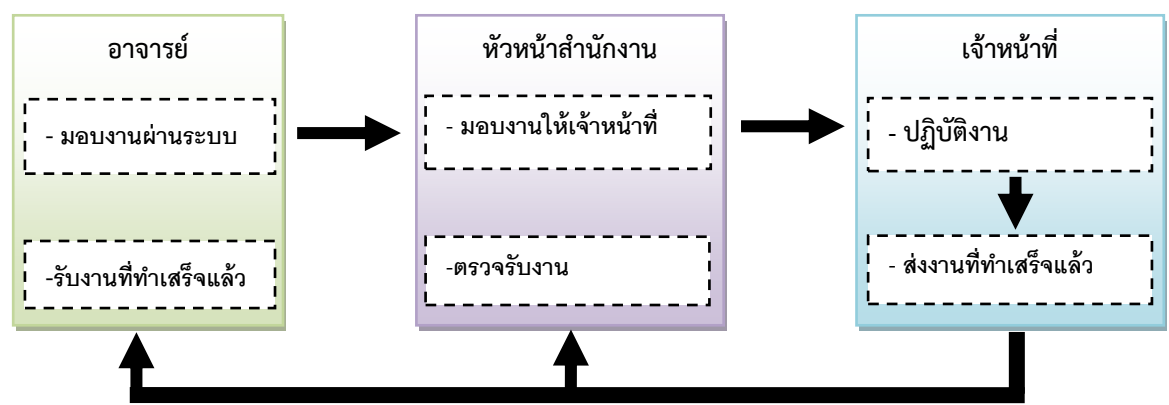 อาจารย์
- มอบงานผ่านระบบ
-รับงานที่ทำเสร็จแล้ว
หัวหน้าสำนักงาน
- มอบงานให้เจ้าหน้าที่
-ตรวจรับงาน
เจ้าหน้าที่
- ปฏิบัติงาน
- ส่งงานที่ทำเสร็จแล้ว